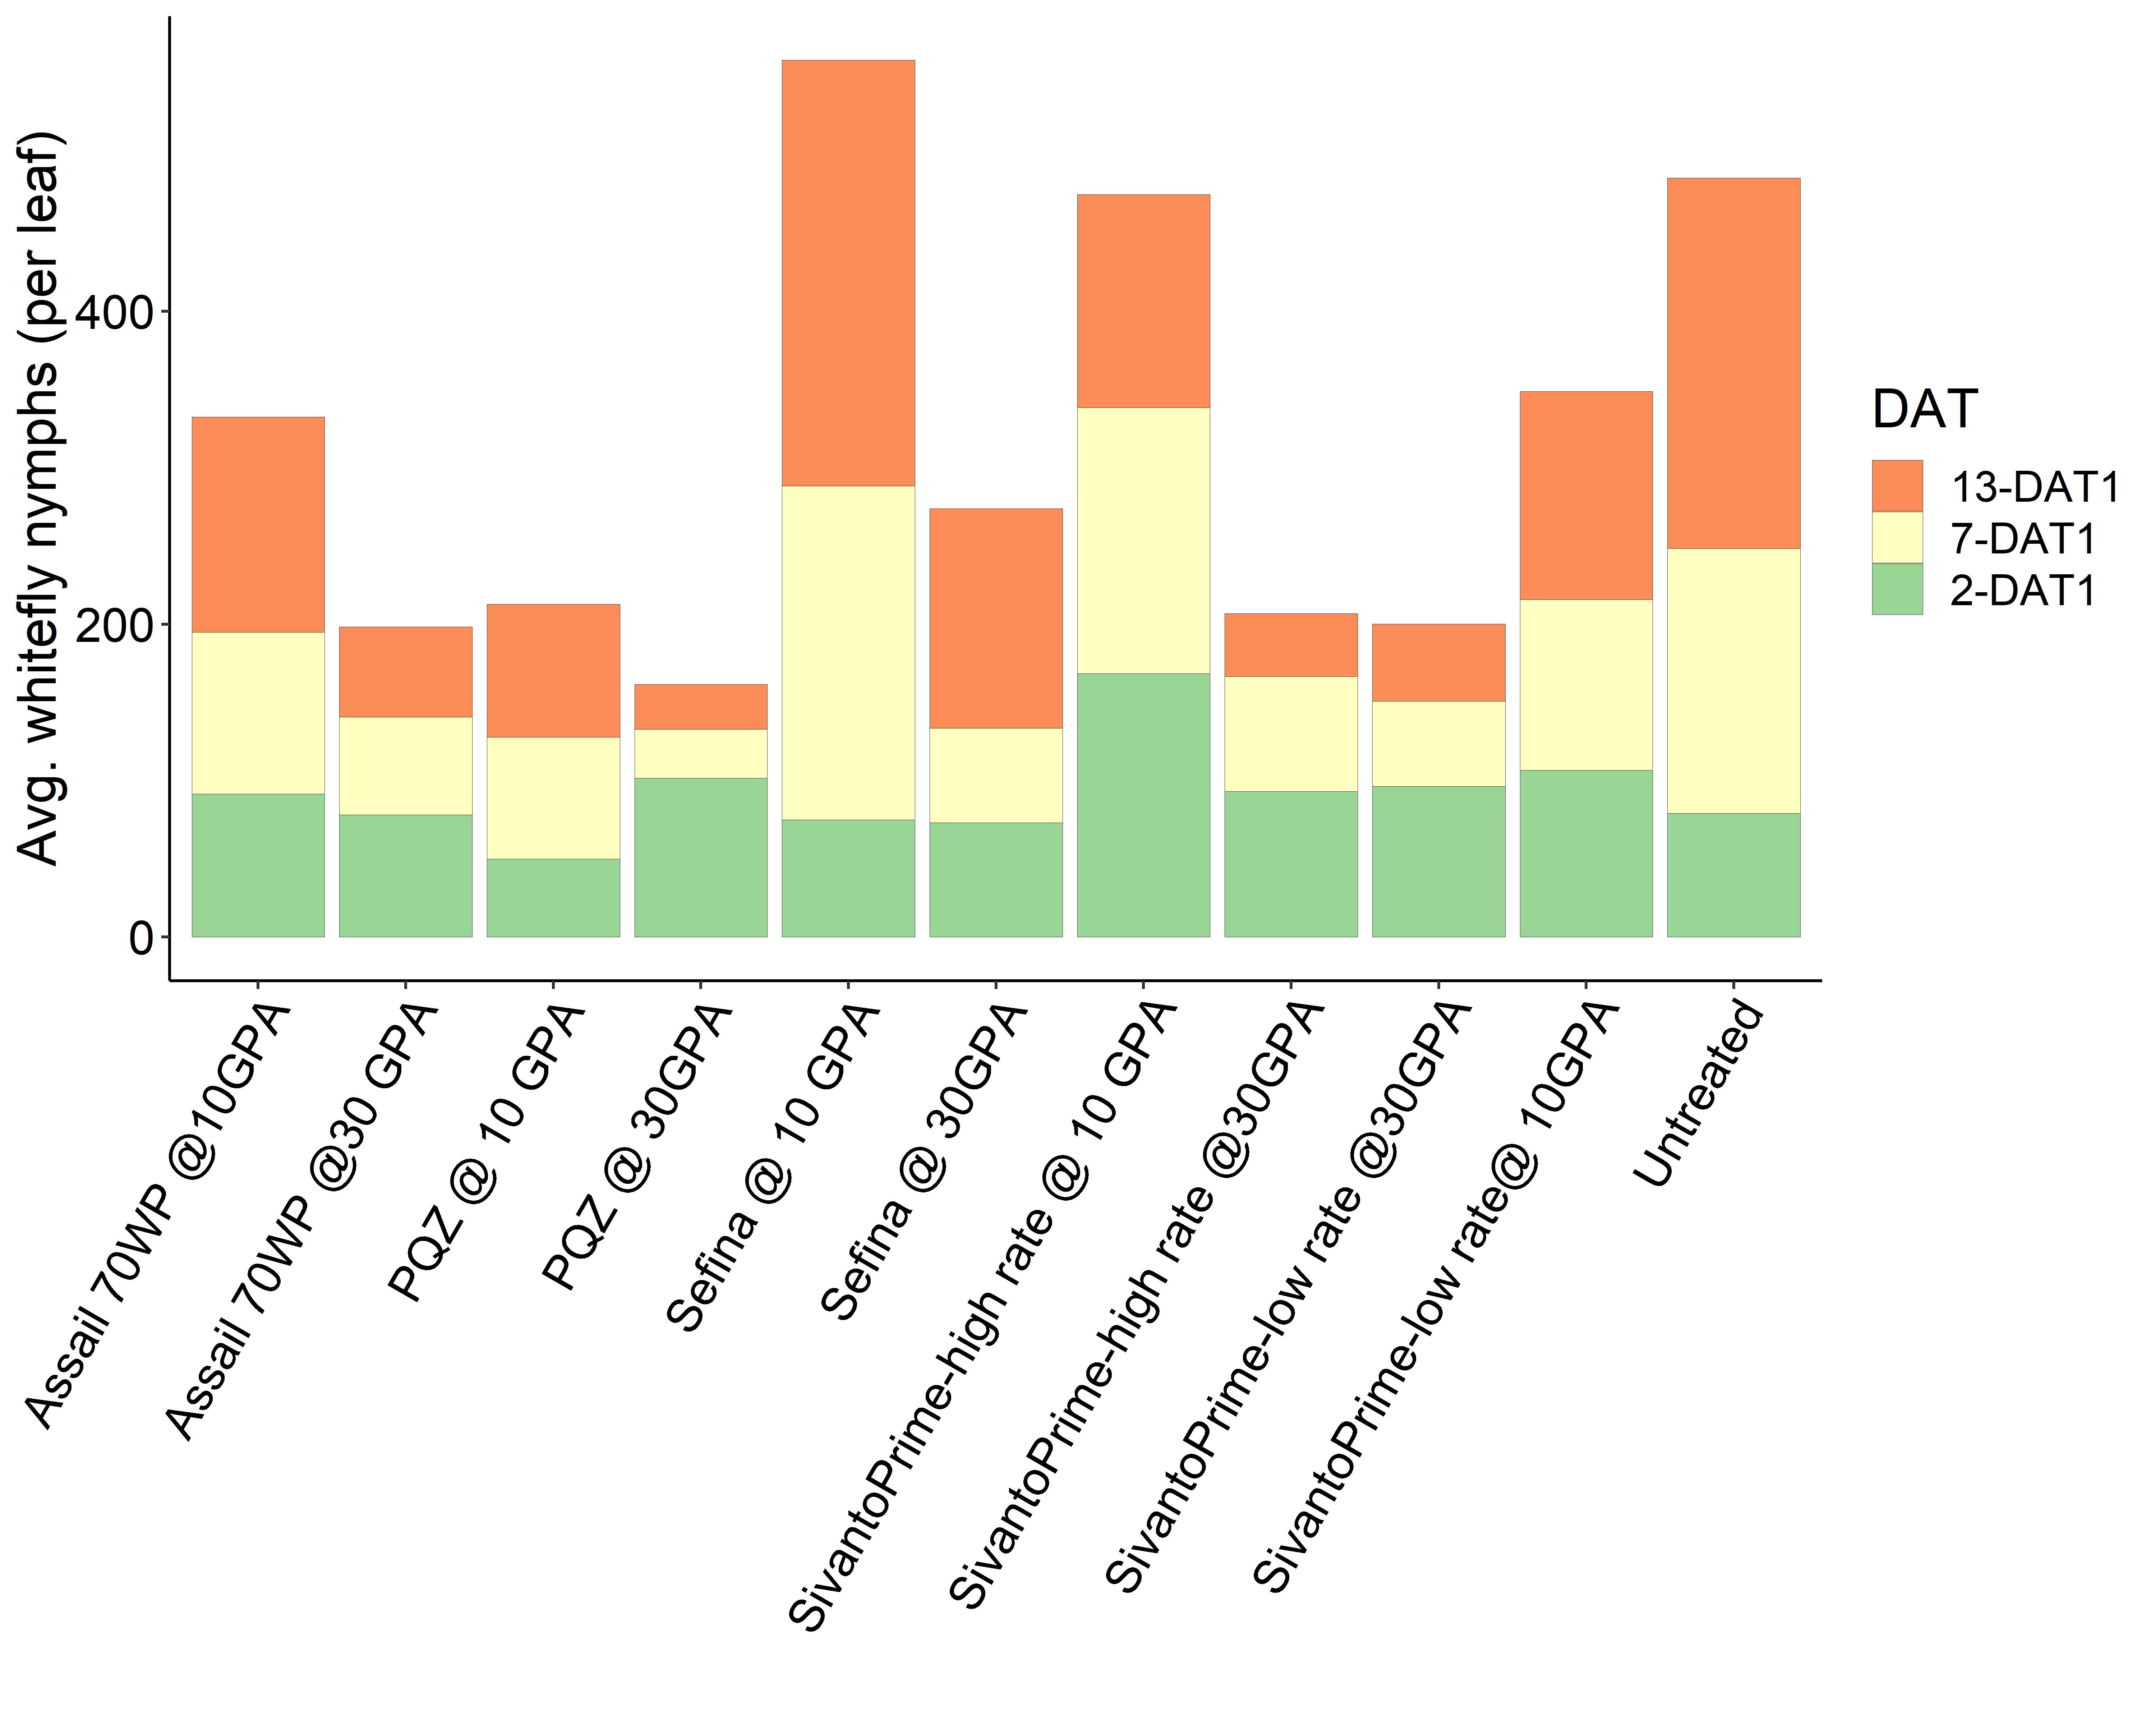 Avg. whitefly nymphs (per leaf)
400
200
0
Assail 70WP @10GPA
Assail 70WP @30 GPA
PQZ @ 10 GPA
PQZ @ 30GPA
Sefina @ 10 GPA
Sefina @ 30GPA
SivantoPrime-high rate @ 10 GPA
SivantoPrime-high rate @30GPA
SivantoPrime-low rate @30GPA
SivantoPrime-low rate@ 10GPA
Untreated
DAT
13-DAT1
7-DAT1
2-DAT1